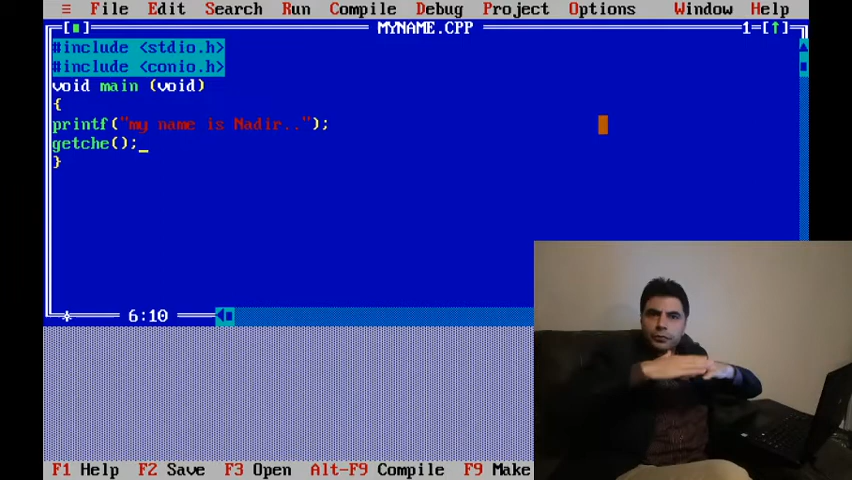 ≡ File Edit Search Run Compile Debug Project Options Window Help
[■] MYNAME.CPP 1=[↑]
#include <stdio.h>
#include <conio.h>
void main (void)
{
printf("my name is Nadir..");
getche();_
}
* 6:10
F1 Help F2 Save F3 Open Alt-F9 Compile F9 Make